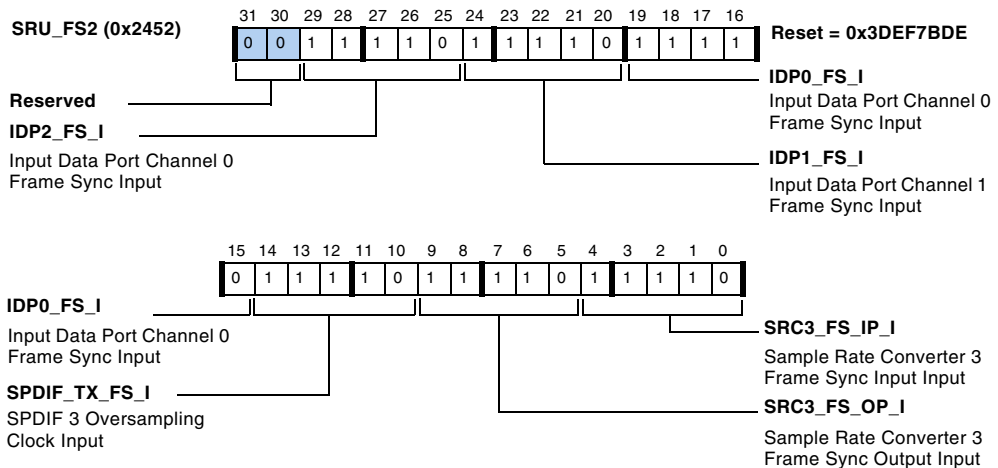 SRU_FS2 (0x2452)
31 30 29 28 27 26 25 24 23 22 21 20 19 18 17 16
0 0 1 1 1 1 0 1 1 1 1 0 1 1 1 1
Reset = 0x3DEF7BDE
Reserved
IDP2_FS_I
Input Data Port Channel 0
Frame Sync Input
IDP0_FS_I
Input Data Port Channel 0
Frame Sync Input
IDP1_FS_I
Input Data Port Channel 1
Frame Sync Input
15 14 13 12 11 10 9 8 7 6 5 4 3 2 1 0
0 1 1 1 1 0 1 1 1 1 0 1 1 1 1 0
IDP0_FS_I
Input Data Port Channel 0
Frame Sync Input
SPDIF_TX_FS_I
SPDIF 3 Oversampling
Clock Input
SRC3_FS_IP_I
Sample Rate Converter 3
Frame Sync Input Input
SRC3_FS_OP_I
Sample Rate Converter 3
Frame Sync Output Input